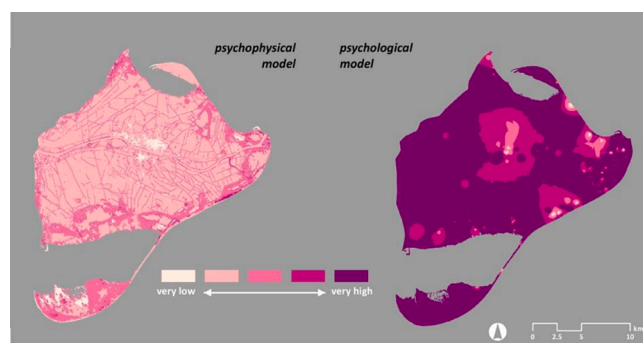 psychophysical
model
psychological
model
very low
very high
0 2.5 5 10
km